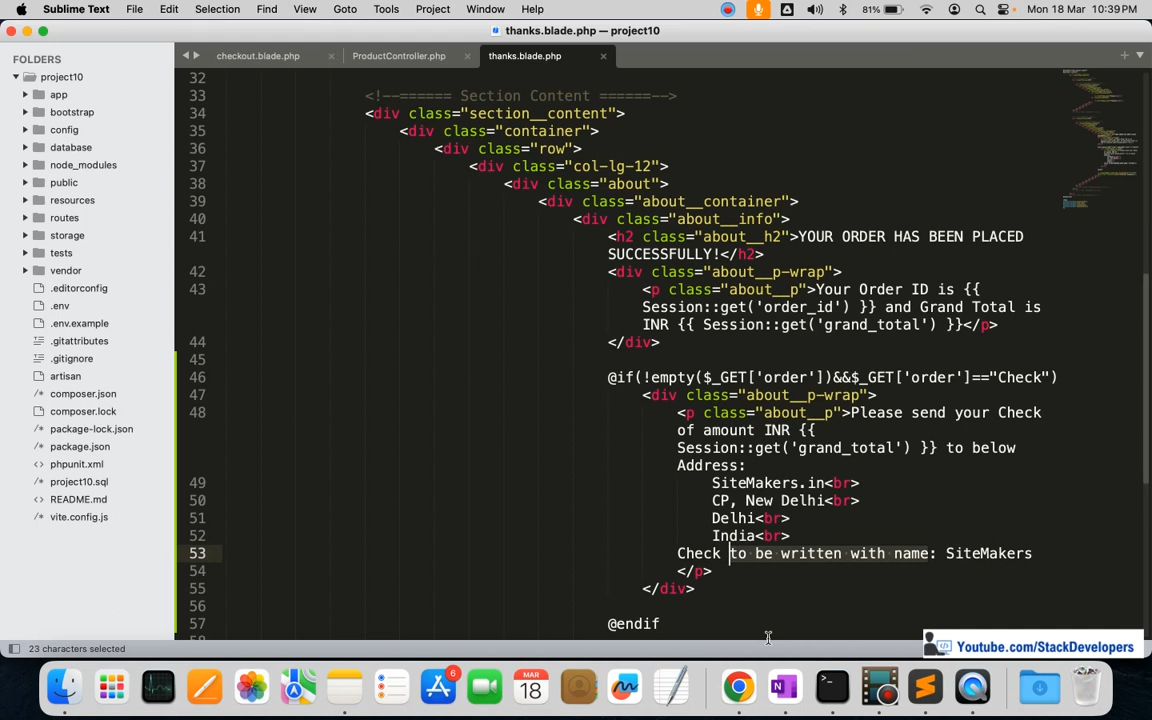 Sublime Text File Edit Selection Find View Goto Tools Project Window Help 81% Mon 18 Mar 10:39 PM
thanks.blade.php — project10
FOLDERS
project10
app
bootstrap
config
database
node_modules
public
resources
routes
storage
tests
vendor
.editorconfig
.env
.env.example
.gitattributes
.gitignore
artisan
composer.json
composer.lock
package-lock.json
package.json
phpunit.xml
project10.sql
README.md
vite.config.js
checkout.blade.php ProductController.php thanks.blade.php
32
33 <!--====== Section Content ======-->
34 <div class="section__content">
35 <div class="container">
36 <div class="row">
37 <div class="col-lg-12">
38 <div class="about">
39 <div class="about__container">
40 <div class="about__info">
41 <h2 class="about__h2">YOUR ORDER HAS BEEN PLACED
SUCCESSFULLY!</h2>
42 <div class="about__p-wrap">
43 <p class="about__p">Your Order ID is {{
Session::get('order_id') }} and Grand Total is
INR {{ Session::get('grand_total') }}</p>
44 </div>
45
46 @if(!empty($_GET['order'])&&$_GET['order']=="Check")
47 <div class="about__p-wrap">
48 <p class="about__p">Please send your Check
of amount INR {{
Session::get('grand_total') }} to below
Address:
49 SiteMakers.in<br>
50 CP, New Delhi<br>
51 Delhi<br>
52 India<br>
53 Check to be written with name: SiteMakers
54 </p>
55 </div>
56
57 @endif
23 characters selected
Youtube.com/StackDevelopers
6
MAR
18